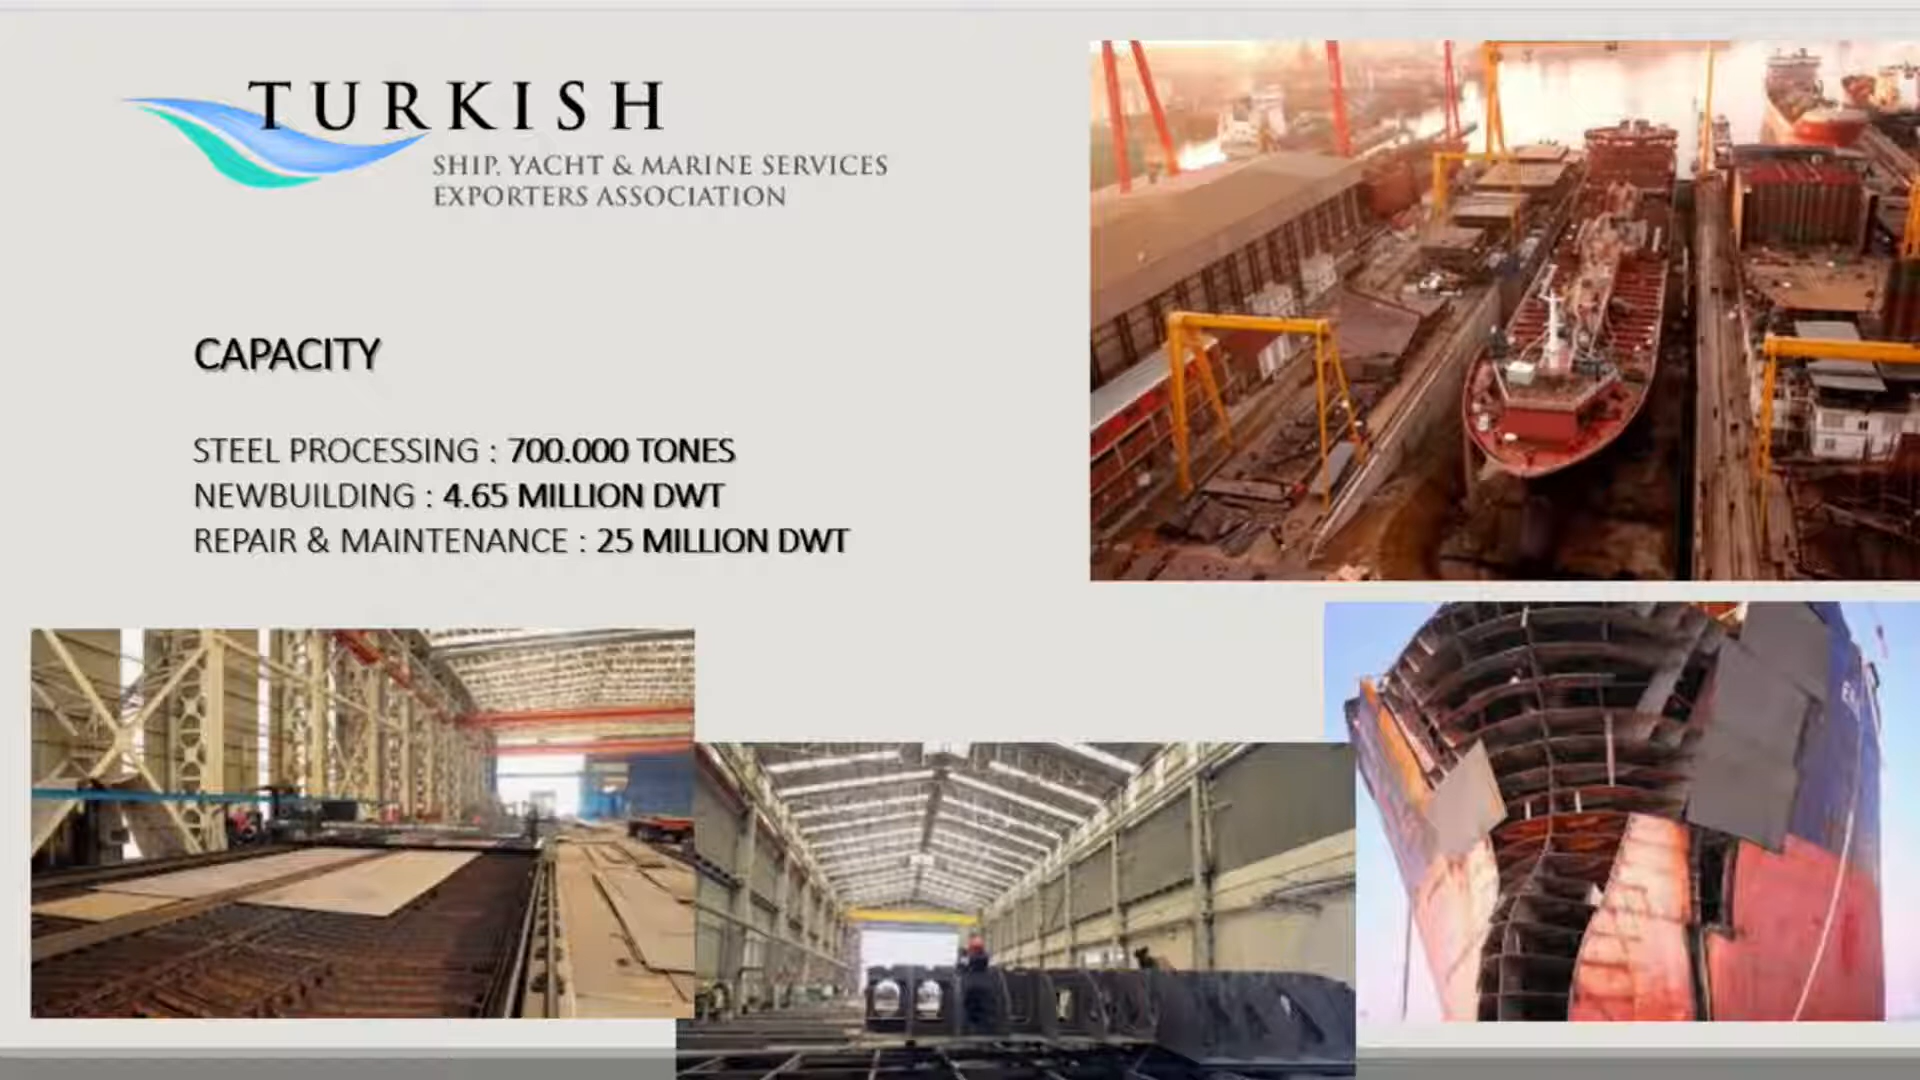 TURKISH
SHIP, YACHT & MARINE SERVICES
EXPORTERS ASSOCIATION
CAPACITY
STEEL PROCESSING : 700.000 TONES
NEWBUILDING : 4.65 MILLION DWT
REPAIR & MAINTENANCE : 25 MILLION DWT